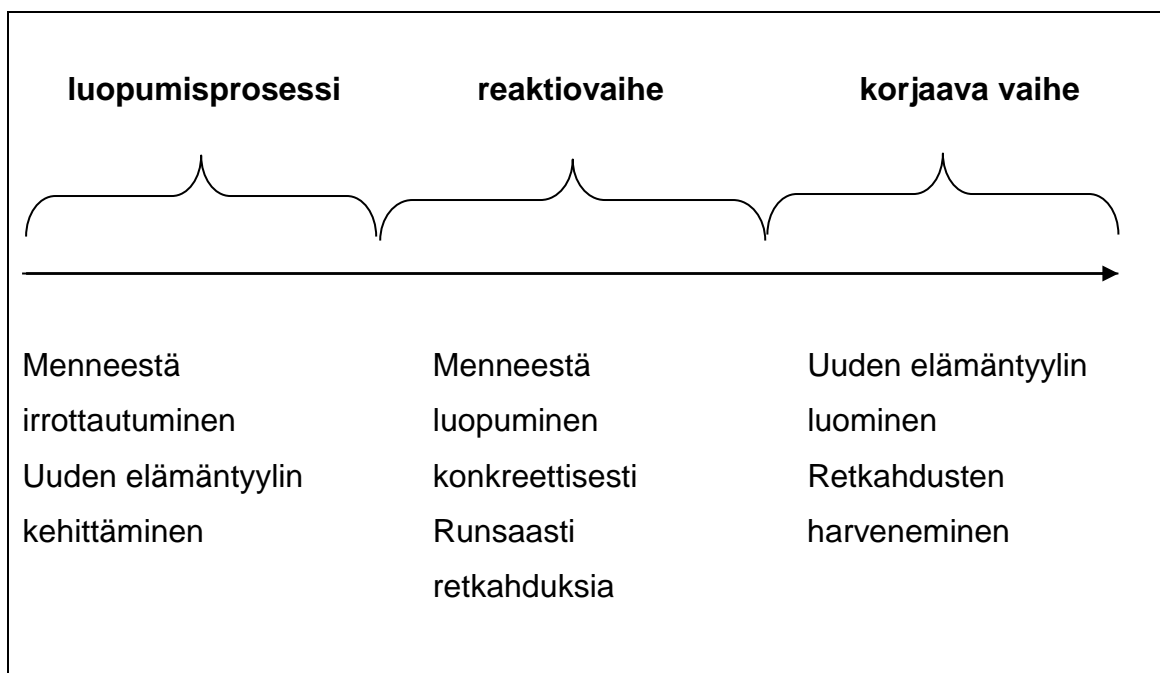 luopumisprosessi reaktiovaihe korjaava vaihe
Menneestä
irrottautuminen
Uuden elämäntyylin
kehittäminen
Menneestä
luopuminen
konkreettisesti
Runsaasti
retkahduksia
Uuden elämäntyylin
luominen
Retkahdusten
harveneminen